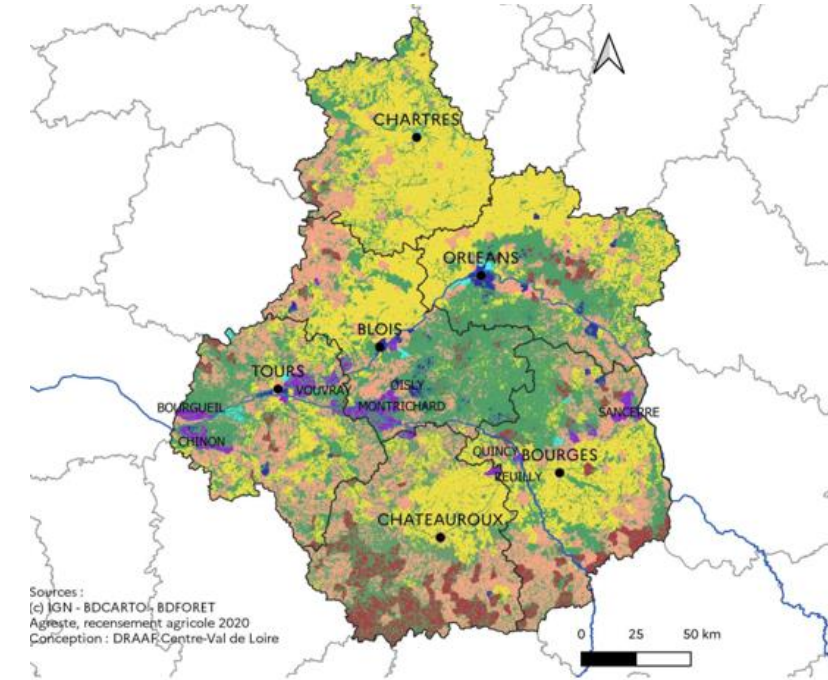 CHARTRES
ORLEANS
BLOIS
TOURS
VOUVRAY
OISLY
BOURGUEIL
MONTRICHARD
SANCERRE
CHINON
QUINCY
BOURGES
REUILLY
CHATEAUROUX
Sources :
(c) IGN - BDCARTO - BDFORET
Agreste, recensement agricole 2020
Conception : DRAAF Centre-Val de Loire
0 25 50 km